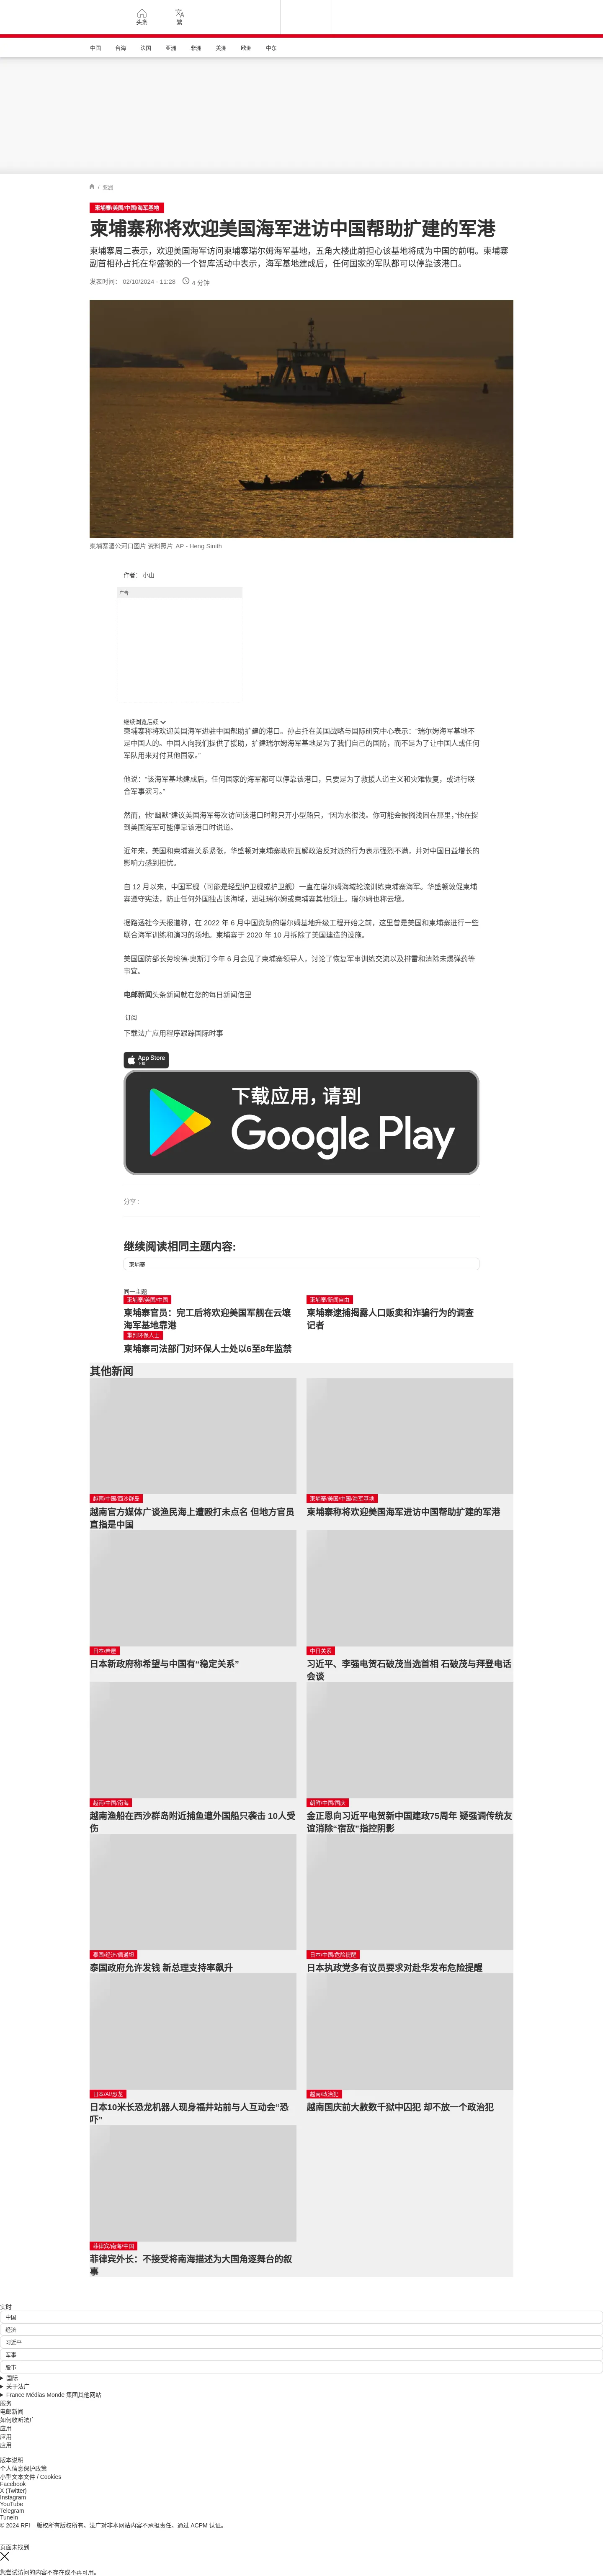 头条
繁
中国
台海
法国
亚洲
非洲
美洲
欧洲
中东
/ 亚洲
柬埔寨/美国/中国/海军基地
柬埔寨称将欢迎美国海军进访中国帮助扩建的军港
柬埔寨周二表示，欢迎美国海军访问柬埔寨瑞尔姆海军基地，五角大楼此前担心该基地将成为中国的前哨。柬埔寨
副首相孙占托在华盛顿的一个智库活动中表示，海军基地建成后，任何国家的军队都可以停靠该港口。
发表时间： 02/10/2024 - 11:28 4 分钟
柬埔寨湄公河口图片 资料照片 AP - Heng Sinith
作者： 小山
广告
继续浏览后续
柬埔寨称将欢迎美国海军进驻中国帮助扩建的港口。孙占托在美国战略与国际研究中心表示：“瑞尔姆海军基地不
是中国人的。中国人向我们提供了援助，扩建瑞尔姆海军基地是为了我们自己的国防，而不是为了让中国人或任何
军队用来对付其他国家。”
他说：“该海军基地建成后，任何国家的海军都可以停靠该港口，只要是为了救援人道主义和灾难恢复，或进行联
合军事演习。”
然而，他“幽默”建议美国海军每次访问该港口时都只开小型船只，“因为水很浅。你可能会被搁浅困在那里，”他在提
到美国海军可能停靠该港口时说道。
近年来，美国和柬埔寨关系紧张，华盛顿对柬埔寨政府瓦解政治反对派的行为表示强烈不满，并对中国日益增长的
影响力感到担忧。
自 12 月以来，中国军舰（可能是轻型护卫舰或护卫舰）一直在瑞尔姆海域轮流训练柬埔寨海军。华盛顿敦促柬埔
寨遵守宪法，防止任何外国独占该海域，进驻瑞尔姆或柬埔寨其他领土。瑞尔姆也称云壤。
据路透社今天报道称，在 2022 年 6 月中国资助的瑞尔姆基地升级工程开始之前，这里曾是美国和柬埔寨进行一些
联合海军训练和演习的场地。柬埔寨于 2020 年 10 月拆除了美国建造的设施。
美国国防部长劳埃德·奥斯汀今年 6 月会见了柬埔寨领导人，讨论了恢复军事训练交流以及排雷和清除未爆弹药等
事宜。
电邮新闻头条新闻就在您的每日新闻信里
订阅
下载法广应用程序跟踪国际时事
App Store
下载
下载应用，请到
Google Play
分享 :
继续阅读相同主题内容:
柬埔寨
同一主题
柬埔寨/美国/中国
柬埔寨官员：完工后将欢迎美国军舰在云壤
海军基地靠港
柬埔寨/新闻自由
柬埔寨逮捕揭露人口贩卖和诈骗行为的调查
记者
重判环保人士
柬埔寨司法部门对环保人士处以6至8年监禁
其他新闻
越南/中国/西沙群岛
越南官方媒体广谈渔民海上遭殴打未点名 但地方官员
直指是中国
柬埔寨/美国/中国/海军基地
柬埔寨称将欢迎美国海军进访中国帮助扩建的军港
日本/岩屋
日本新政府称希望与中国有“稳定关系”
中日关系
习近平、李强电贺石破茂当选首相 石破茂与拜登电话
会谈
越南/中国/南海
越南渔船在西沙群岛附近捕鱼遭外国船只袭击 10人受
伤
朝鲜/中国/国庆
金正恩向习近平电贺新中国建政75周年 疑强调传统友
谊消除“宿敌”指控阴影
泰国/经济/佩通坦
泰国政府允许发钱 新总理支持率飙升
日本/中国/危险提醒
日本执政党多有议员要求对赴华发布危险提醒
日本/AI/恐龙
日本10米长恐龙机器人现身福井站前与人互动会“恐
吓”
越南/政治犯
越南国庆前大赦数千狱中囚犯 却不放一个政治犯
菲律宾/南海/中国
菲律宾外长：不接受将南海描述为大国角逐舞台的叙
事
实时
中国
经济
习近平
军事
股市
国际
关于法广
France Médias Monde 集团其他网站
服务
电邮新闻
如何收听法广
应用
应用
应用
版本说明
个人信息保护政策
小型文本文件 / Cookies
Facebook
X (Twitter)
Instagram
YouTube
Telegram
TuneIn
© 2024 RFI – 版权所有版权所有。法广对非本网站内容不承担责任。通过 ACPM 认证。
页面未找到
您尝试访问的内容不存在或不再可用。